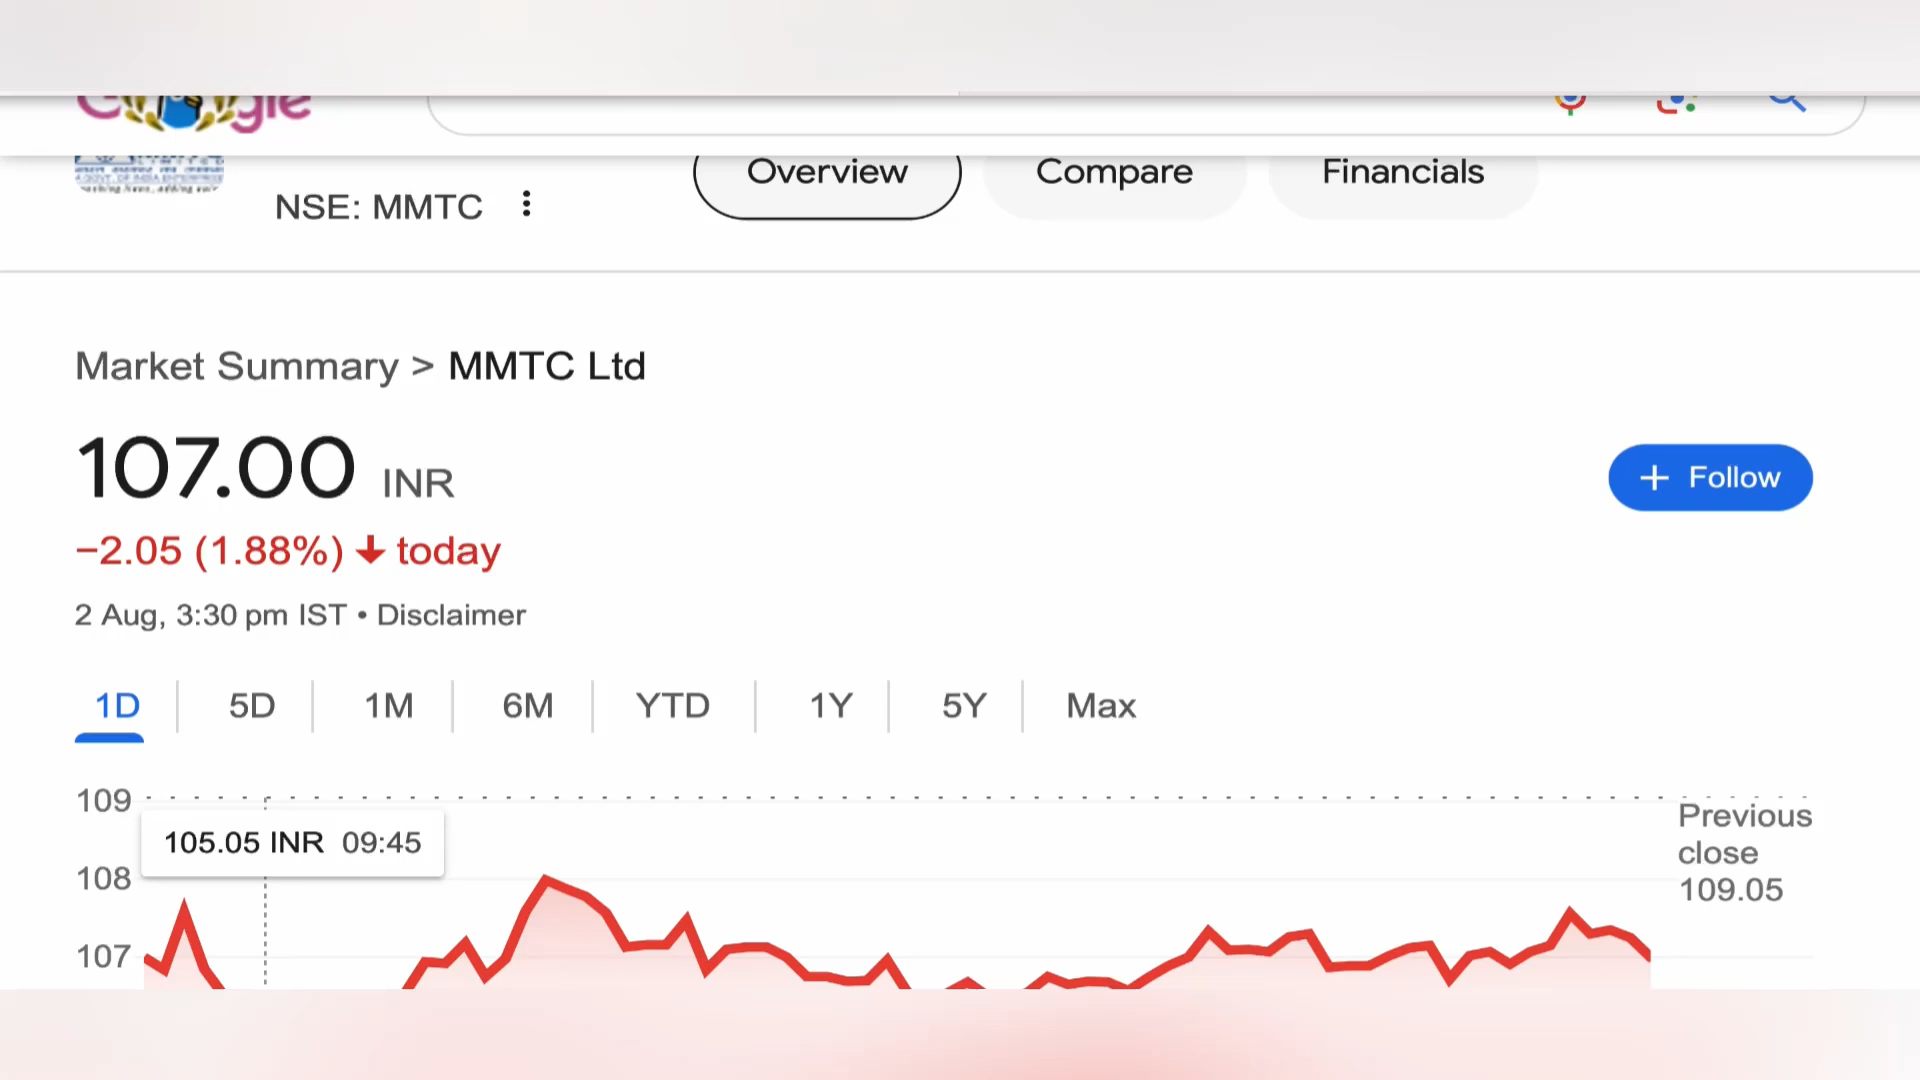 Google
NSE: MMTC
Overview
Compare
Financials
Market Summary > MMTC Ltd
107.00 INR
+ Follow
−2.05 (1.88%) ↓ today
2 Aug, 3:30 pm IST • Disclaimer
1D
5D
1M
6M
YTD
1Y
5Y
Max
109
105.05 INR 09:45
108
107
Previous
close
109.05